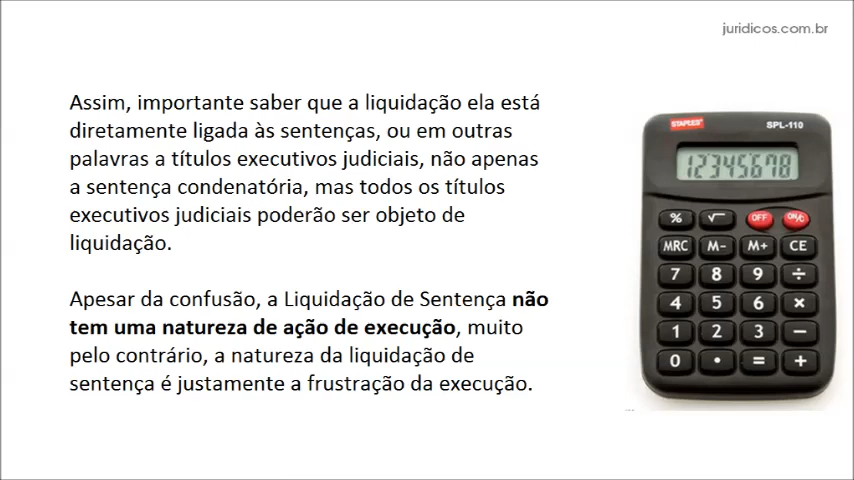 juridicos.com.br
Assim, importante saber que a liquidação ela está
diretamente ligada às sentenças, ou em outras
palavras a títulos executivos judiciais, não apenas
a sentença condenatória, mas todos os títulos
executivos judiciais poderão ser objeto de
liquidação.
Apesar da confusão, a Liquidação de Sentença não
tem uma natureza de ação de execução, muito
pelo contrário, a natureza da liquidação de
sentença é justamente a frustração da execução.
STAPLES SPL-110
12345678
% √ OFF ON/C
MRC M- M+ CE
7 8 9 ÷
4 5 6 ×
1 2 3 −
0 • = +